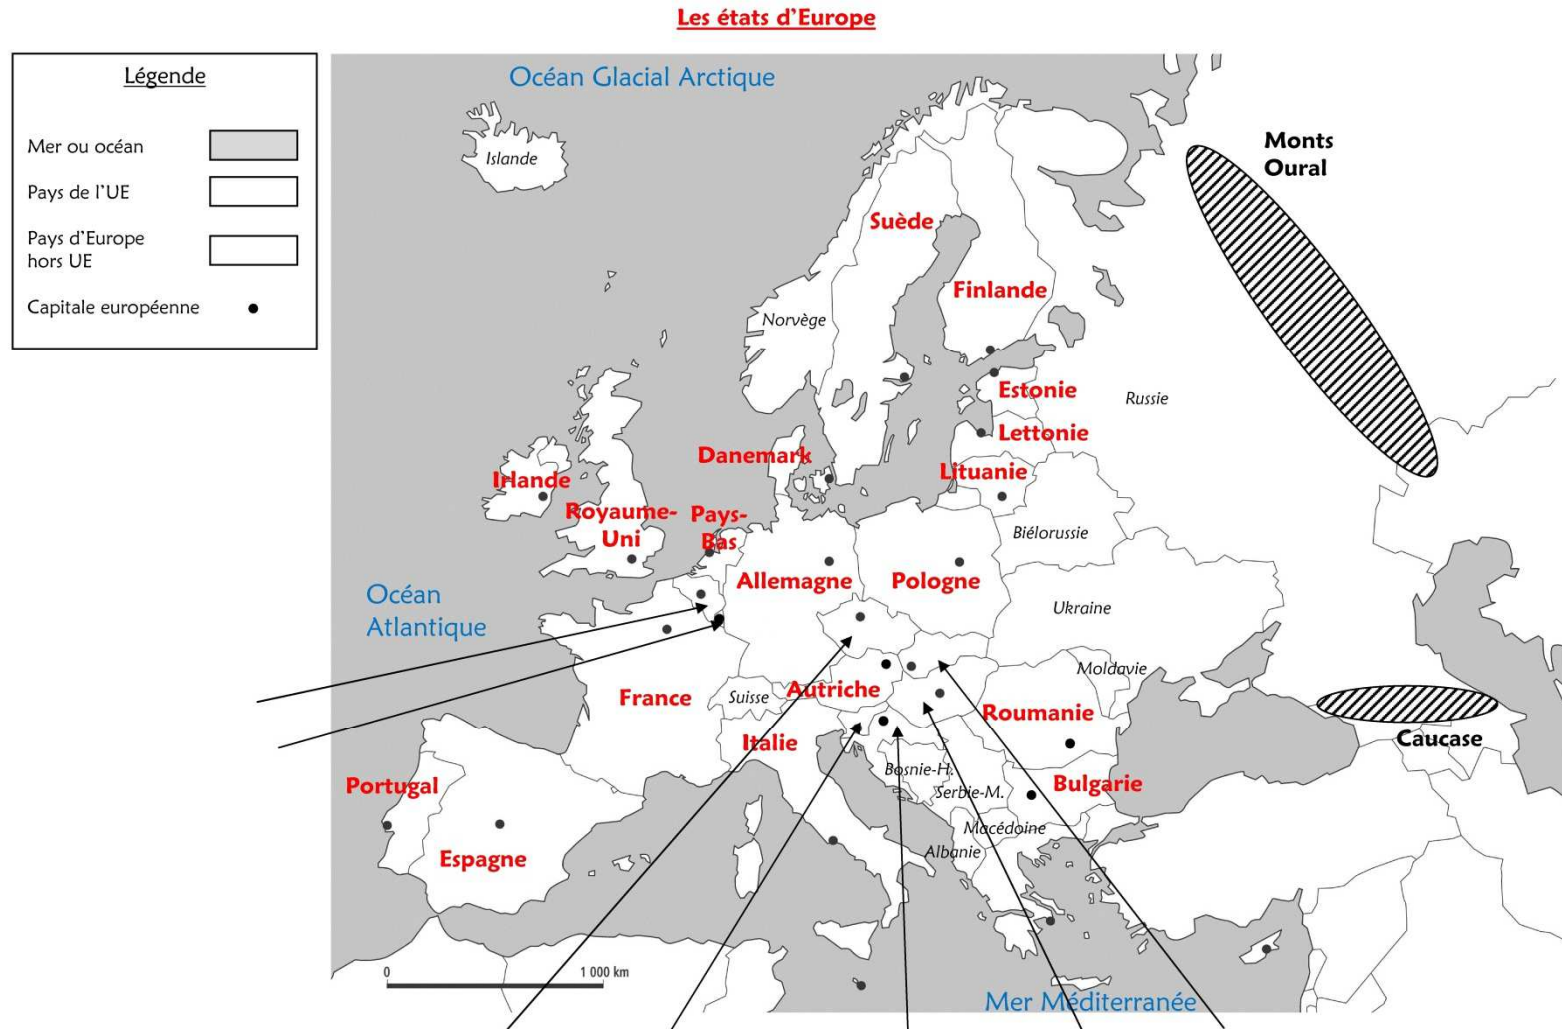 Les états d'Europe
Légende
Mer ou océan
Pays de l'UE
Pays d'Europe
hors UE
Capitale européenne
Océan Glacial Arctique
Islande
Monts
Oural
Suède
Finlande
Norvège
Estonie
Russie
Lettonie
Danemark
Lituanie
Irlande
Royaume-
Uni
Pays-
Bas
Biélorussie
Allemagne
Pologne
Océan
Atlantique
Ukraine
Moldavie
France
Suisse
Autriche
Roumanie
Italie
Caucase
Bosnie-H.
Serbie-M.
Bulgarie
Portugal
Macédoine
Albanie
Espagne
0
1 000 km
Mer Méditerranée